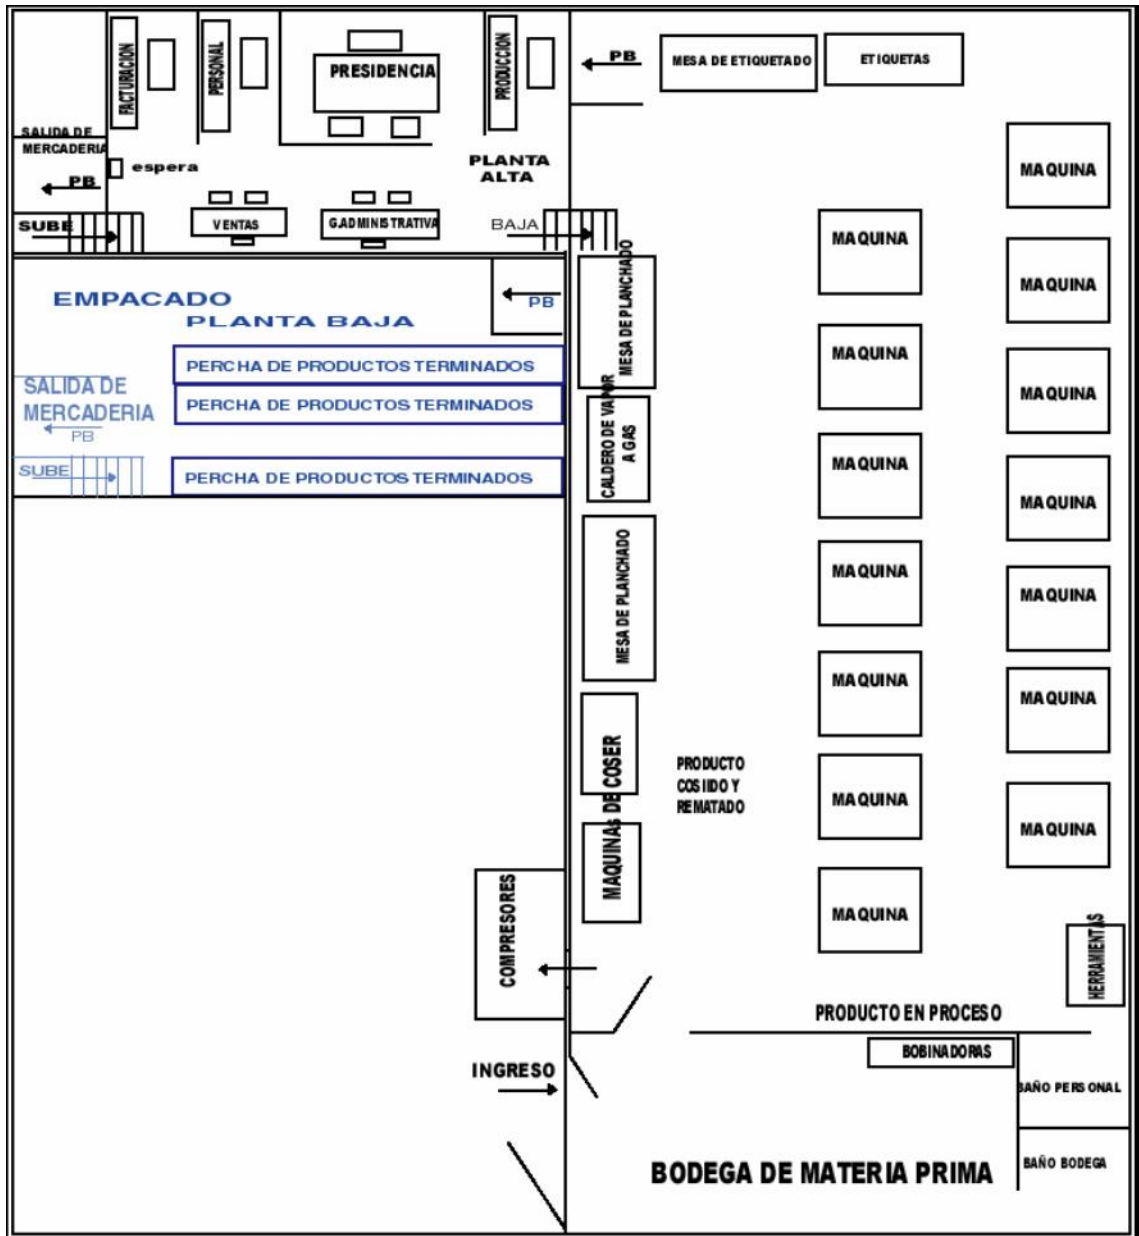 FACTURACION
PERSONAL
PRESIDENCIA
PRODUCCION
PB
MESA DE ETIQUETADO
ETIQUETAS
SALIDA DE
MERCADERIA
PB
espera
PLANTA
ALTA
SUBE
VENTAS
G.ADMINISTRATIVA
BAJA
MAQUINA
MAQUINA
MAQUINA
MAQUINA
MAQUINA
MAQUINA
MAQUINA
MAQUINA
MAQUINA
MAQUINA
MAQUINA
MAQUINA
MAQUINA
MAQUINA
EMPACADO
PLANTA BAJA
PB
PERCHA DE PRODUCTOS TERMINADOS
PERCHA DE PRODUCTOS TERMINADOS
PERCHA DE PRODUCTOS TERMINADOS
SALIDA DE
MERCADERIA
PB
SUBE
MESA DE PLANCHADO
CALDERO DE VAPOR
A GAS
MESA DE PLANCHADO
MAQUINAS DE COSER
PRODUCTO
COSIIDO Y
REMATADO
COMPRESORES
HERRAMIENTAS
PRODUCTO EN PROCESO
BOBINADORAS
INGRESO
BAÑO PERSONAL
BODEGA DE MATERIA PRIMA
BAÑO BODEGA